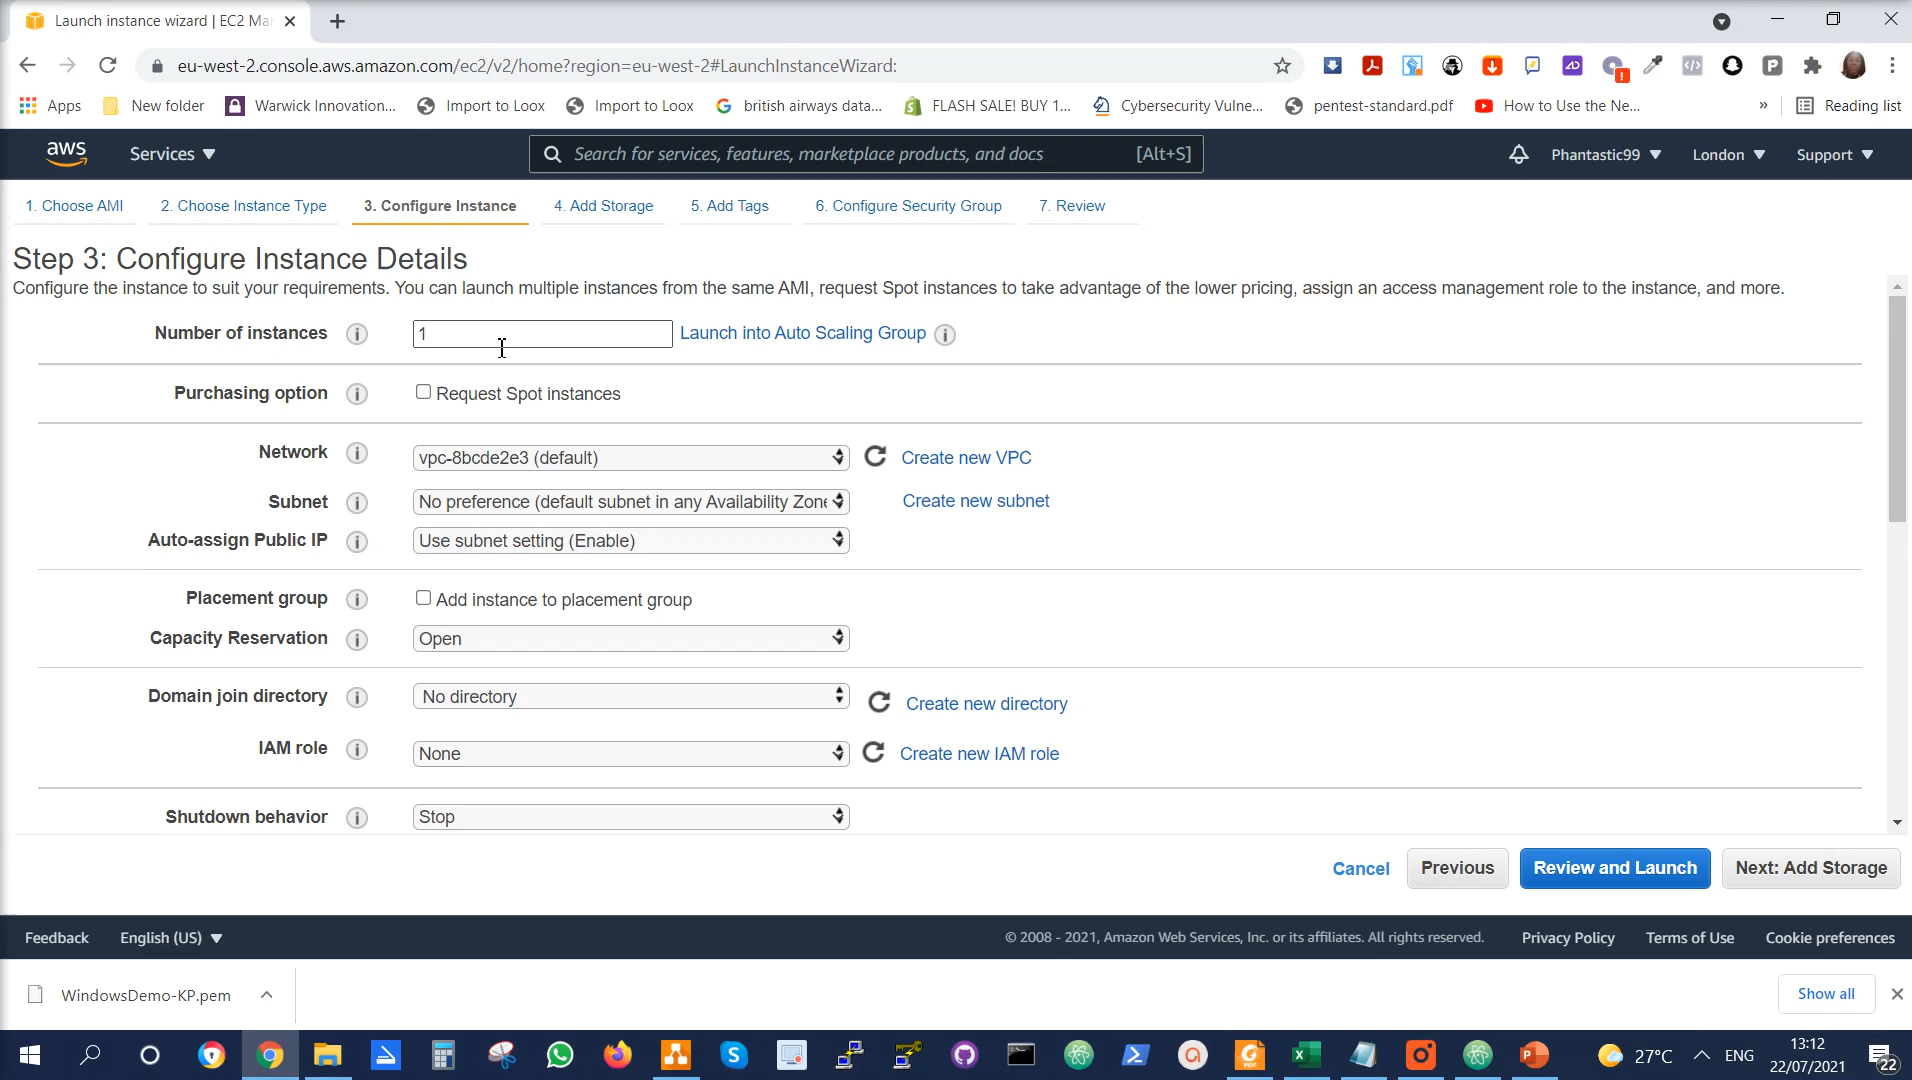 Launch instance wizard | EC2 Mar
eu-west-2.console.aws.amazon.com/ec2/v2/home?region=eu-west-2#LaunchInstanceWizard:
Apps New folder Warwick Innovation... Import to Loox Import to Loox british airways data... FLASH SALE! BUY 1... Cybersecurity Vulne... pentest-standard.pdf How to Use the Ne... » Reading list
aws Services Search for services, features, marketplace products, and docs [Alt+S] Phantastic99 London Support
1. Choose AMI 2. Choose Instance Type 3. Configure Instance 4. Add Storage 5. Add Tags 6. Configure Security Group 7. Review
Step 3: Configure Instance Details
Configure the instance to suit your requirements. You can launch multiple instances from the same AMI, request Spot instances to take advantage of the lower pricing, assign an access management role to the instance, and more.
Number of instances 1 Launch into Auto Scaling Group
Purchasing option Request Spot instances
Network vpc-8bcde2e3 (default) Create new VPC
Subnet No preference (default subnet in any Availability Zone Create new subnet
Auto-assign Public IP Use subnet setting (Enable)
Placement group Add instance to placement group
Capacity Reservation Open
Domain join directory No directory Create new directory
IAM role None Create new IAM role
Shutdown behavior Stop
Cancel Previous Review and Launch Next: Add Storage
Feedback English (US) © 2008 - 2021, Amazon Web Services, Inc. or its affiliates. All rights reserved. Privacy Policy Terms of Use Cookie preferences
WindowsDemo-KP.pem Show all
27°C ENG 13:12
22/07/2021 22